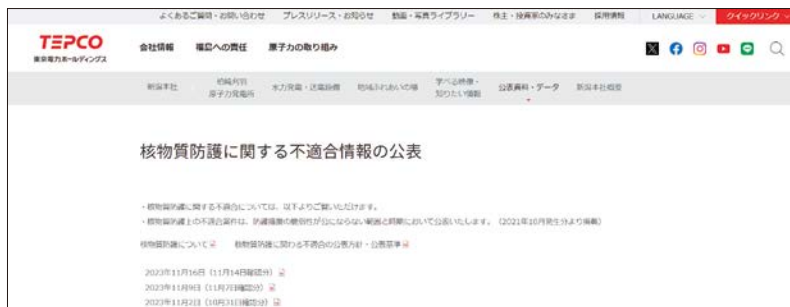 よくあるご質問・お問い合わせ プレスリリース・お知らせ 動画・写真ライブラリー 株主・投資家のみなさま 採用情報 LANGUAGE クイックリンク
TEPCO
東京電力ホールディングス
会社情報 福島への責任 原子力の取り組み
新潟本社 柏崎刈羽 原子力発電所 水力発電・送電設備 地域ふれあいの場 学べる映像・ 知りたい情報 公表資料・データ 新潟本社概要
核物質防護に関する不適合情報の公表
・核物質防護に関する不適合については、以下よりご覧いただけます。
・核物質防護上の不適合案件は、防護措置の脆弱性が公にならない範囲と時期において公表いたします。（2021年10月発生分より掲載）
核物質防護について 核物質防護に関わる不適合の公表方針・公表基準
2023年11月16日（11月14日確認分）
2023年11月9日（11月7日確認分）
2023年11月2日（10月31日確認分）